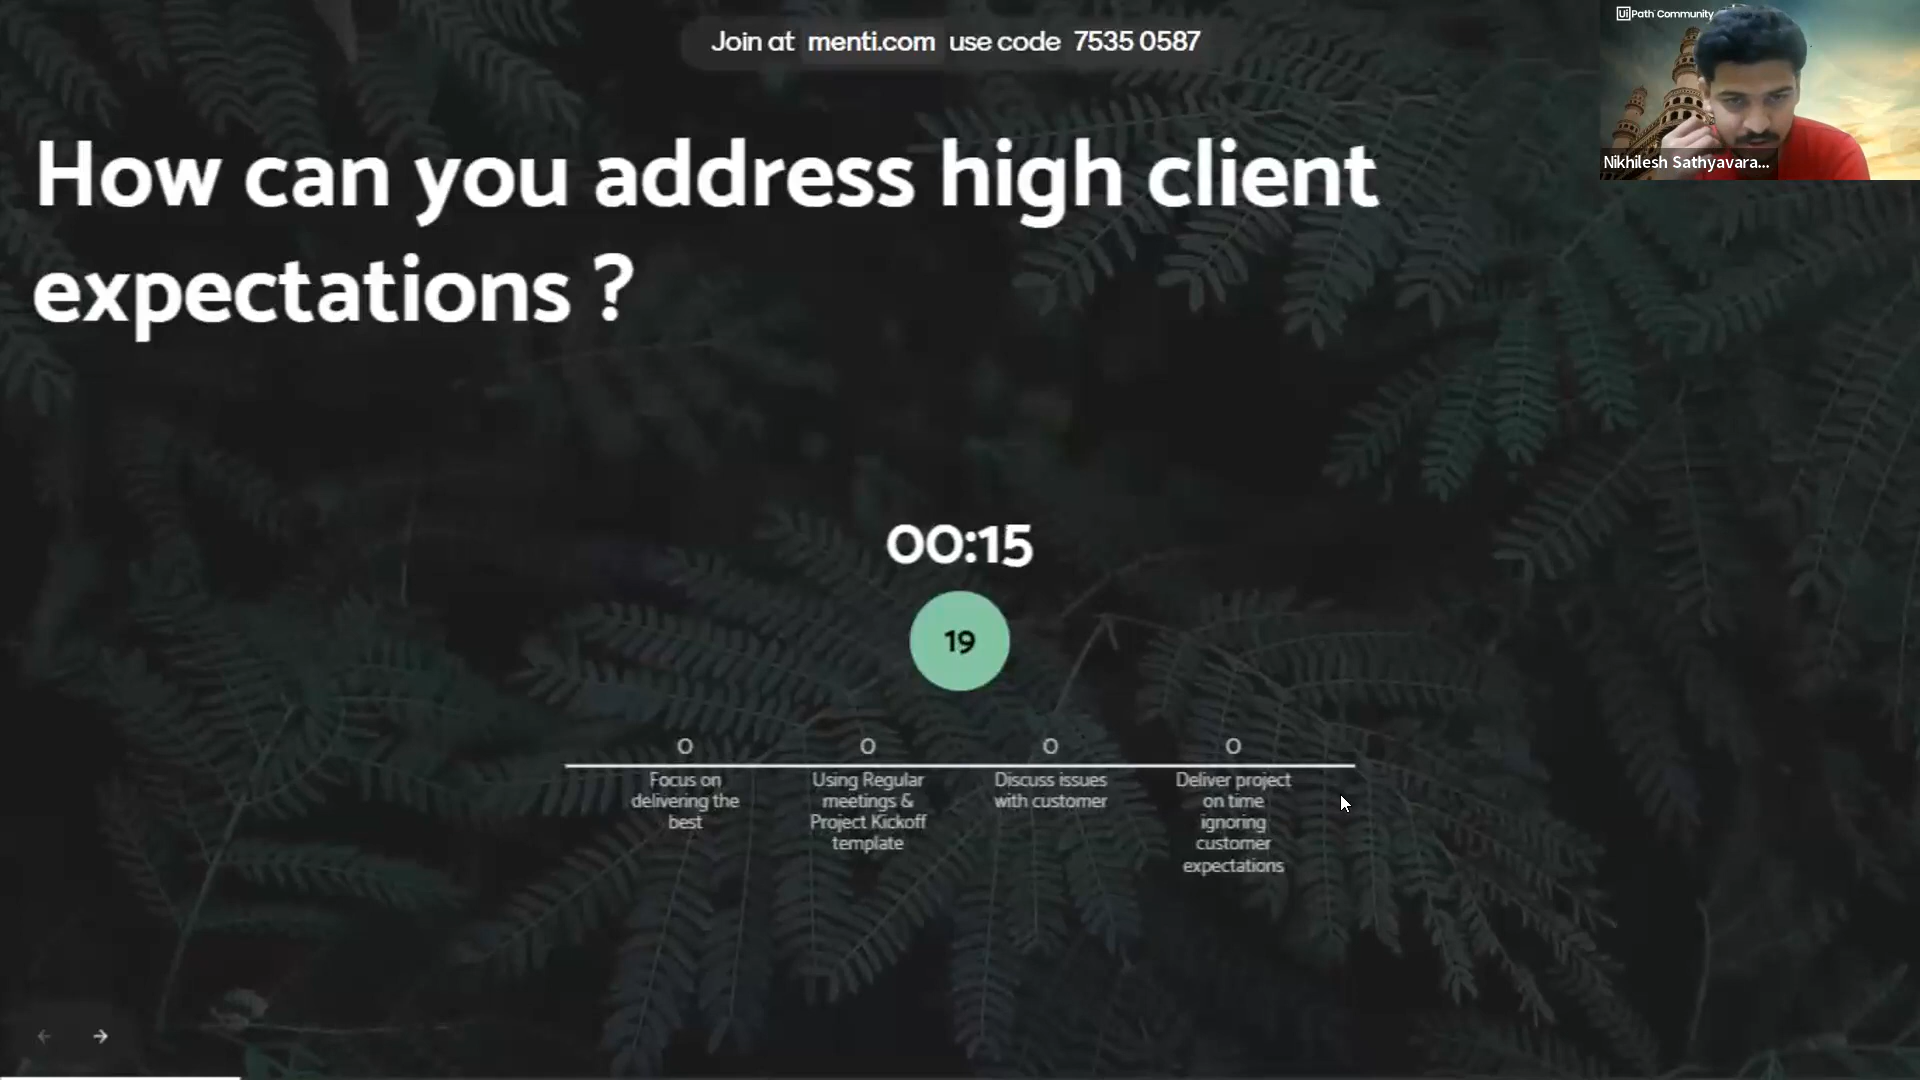 Join at menti.com use code 7535 0587
UiPath Community
Nikhilesh Sathyavara...
How can you address high client
expectations ?
00:15
19
0 0 0 0
Focus on
delivering the
best
Using Regular
meetings &
Project Kickoff
template
Discuss issues
with customer
Deliver project
on time
ignoring
customer
expectations